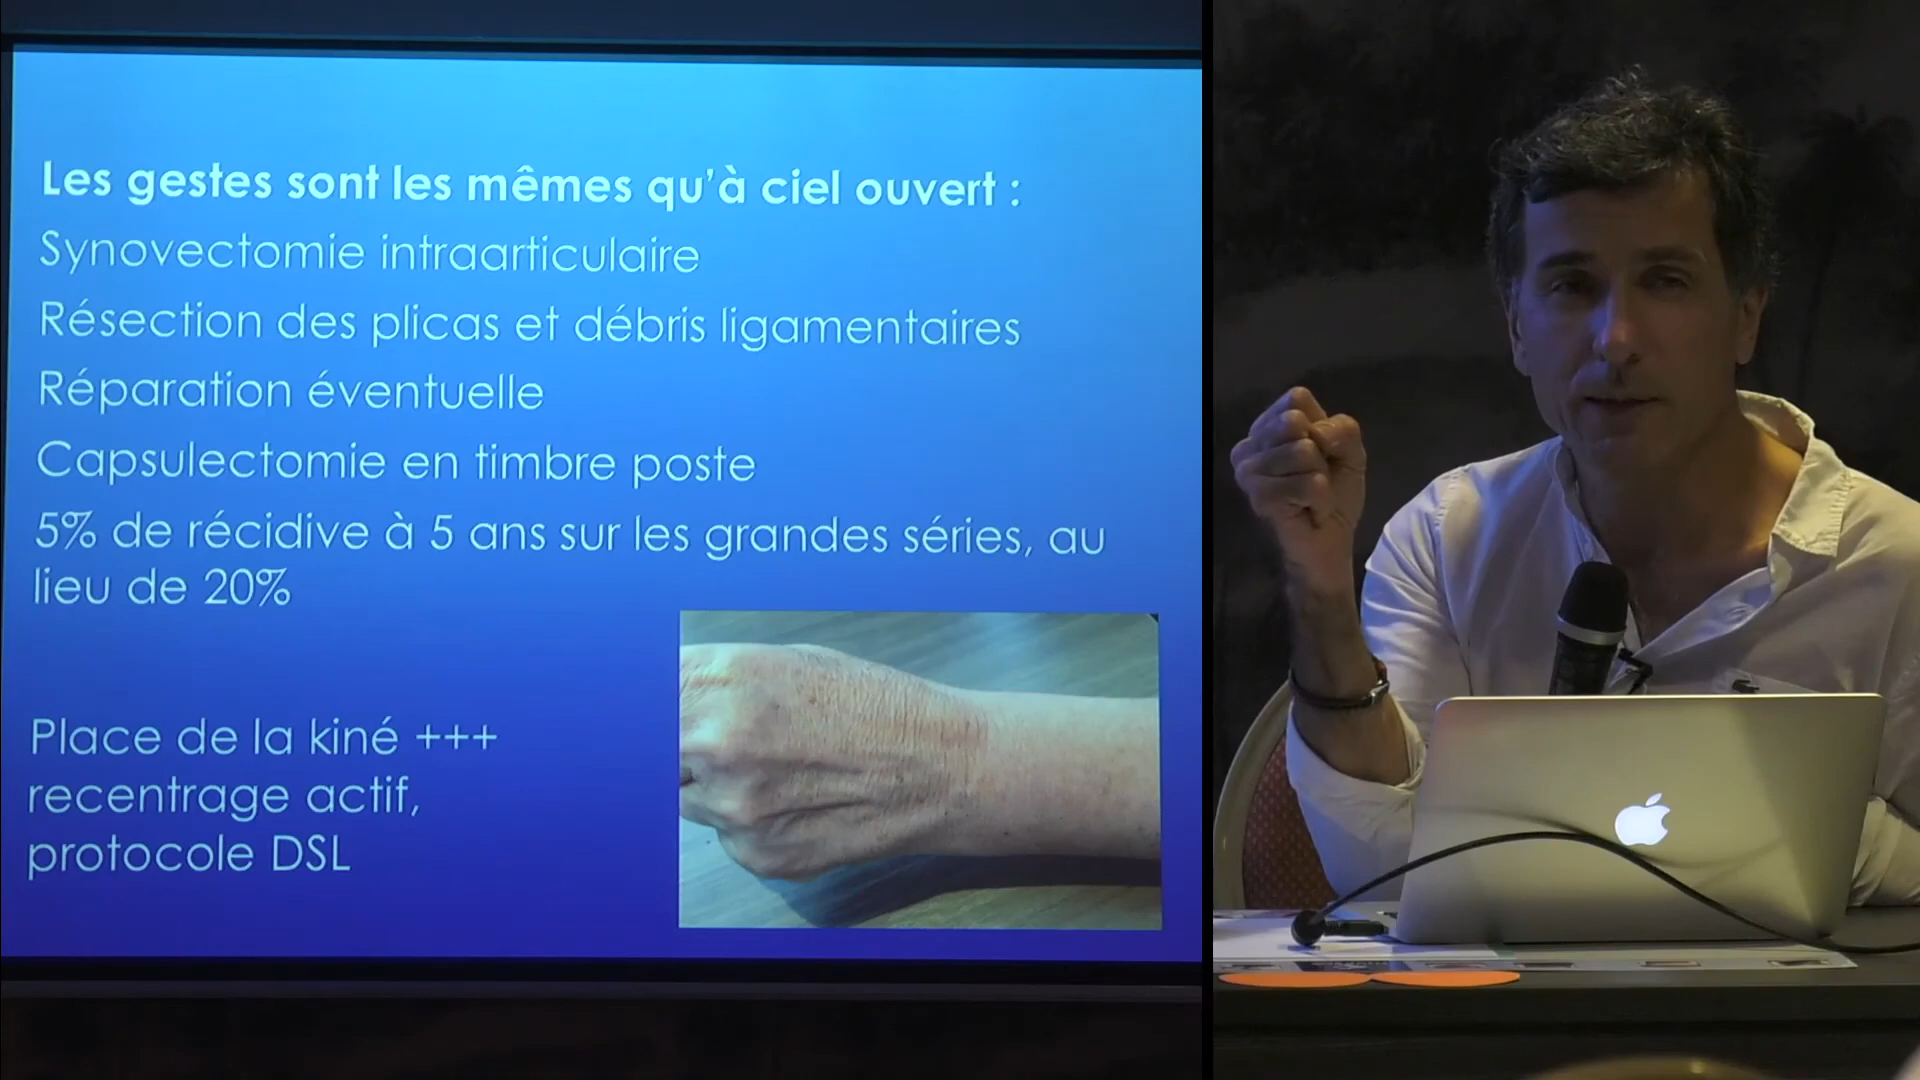 Les gestes sont les mêmes qu'à ciel ouvert :
Synovectomie intraarticulaire
Résection des plicas et débris ligamentaires
Réparation éventuelle
Capsulectomie en timbre poste
5% de récidive à 5 ans sur les grandes séries, au
lieu de 20%
Place de la kiné +++
recentrage actif,
protocole DSL